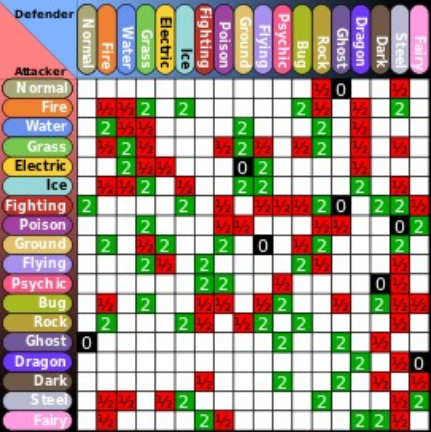 Defender
Attacker
Normal Fire Water Grass Electric Ice Fighting Poison Ground Flying Psychic Bug Rock Ghost Dragon Dark Steel Fairy
Normal ½ 0 ½
Fire ½ ½ 2 2 2 ½ ½ 2
Water 2 ½ ½ 2 2 ½
Grass ½ 2 ½ ½ 2 ½ ½ 2 ½ ½
Electric 2 ½ ½ 0 2 ½
Ice ½ ½ 2 ½ 2 2 2 ½
Fighting 2 2 ½ ½ ½ ½ 2 0 2 2 ½
Poison 2 ½ ½ ½ ½ 0 2
Ground 2 ½ 2 2 0 ½ 2 2
Flying 2 ½ 2 2 ½ ½
Psychic 2 2 ½ 0 ½
Bug ½ 2 ½ ½ ½ 2 ½ 2 ½ ½
Rock 2 2 ½ ½ 2 2 ½
Ghost 0 2 2 ½
Dragon 2 ½ 0
Dark ½ 2 2 ½ ½
Steel ½ ½ ½ 2 2 ½ 2
Fairy ½ 2 ½ 2 2 ½